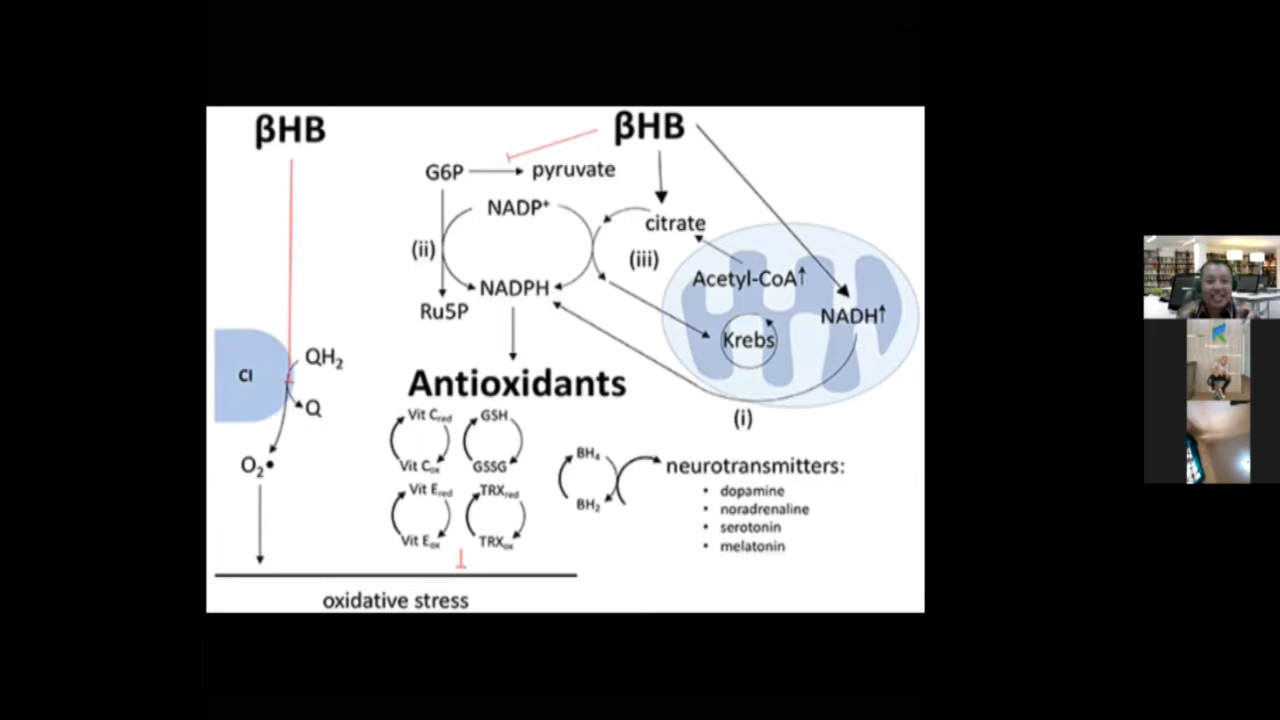 βHB
βHB
G6P
pyruvate
NADP⁺
citrate
(ii)
(iii)
Acetyl-CoA↑
NADPH
Ru5P
NADH↑
Krebs
QH₂
CI
Q
Antioxidants
(i)
Vit C_red
GSH
Vit C_ox
GSSG
O₂•
BH₄
neurotransmitters:
Vit E_red
TRX_red
BH₂
• dopamine
• noradrenaline
• serotonin
• melatonin
Vit E_ox
TRX_ox
oxidative stress